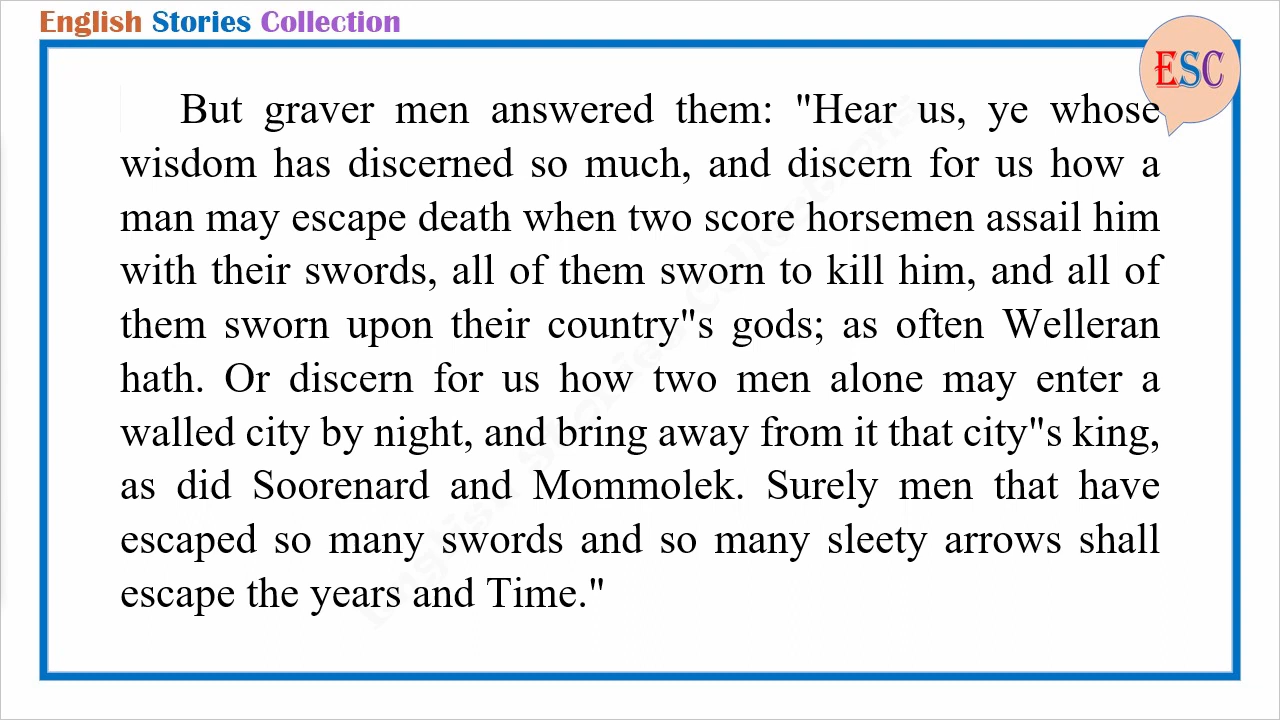 English Stories Collection
ESC
But graver men answered them: "Hear us, ye whose
wisdom has discerned so much, and discern for us how a
man may escape death when two score horsemen assail him
with their swords, all of them sworn to kill him, and all of
them sworn upon their country"s gods; as often Welleran
hath. Or discern for us how two men alone may enter a
walled city by night, and bring away from it that city"s king,
as did Soorenard and Mommolek. Surely men that have
escaped so many swords and so many sleety arrows shall
escape the years and Time."